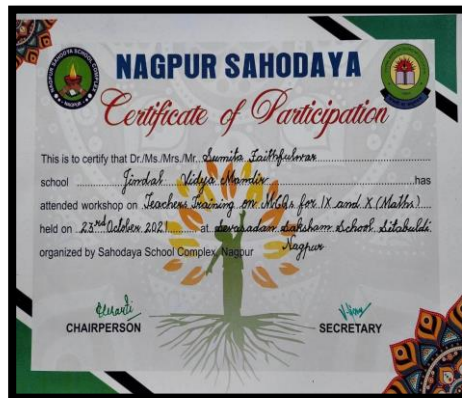 NAGPUR SAHODAYA
Certificate of Participation
This is to certify that Dr./Ms./Mrs./Mr. Sumita Faithfulwar
school Jindal Vidya Mandir has
attended workshop on Teachers Training on MCQs for IX and X (Maths)
held on 23rd October 2021 at Sevasadan Saksham School Sitabuldi
organized by Sahodaya School Complex, Nagpur Nagpur
CHAIRPERSON SECRETARY